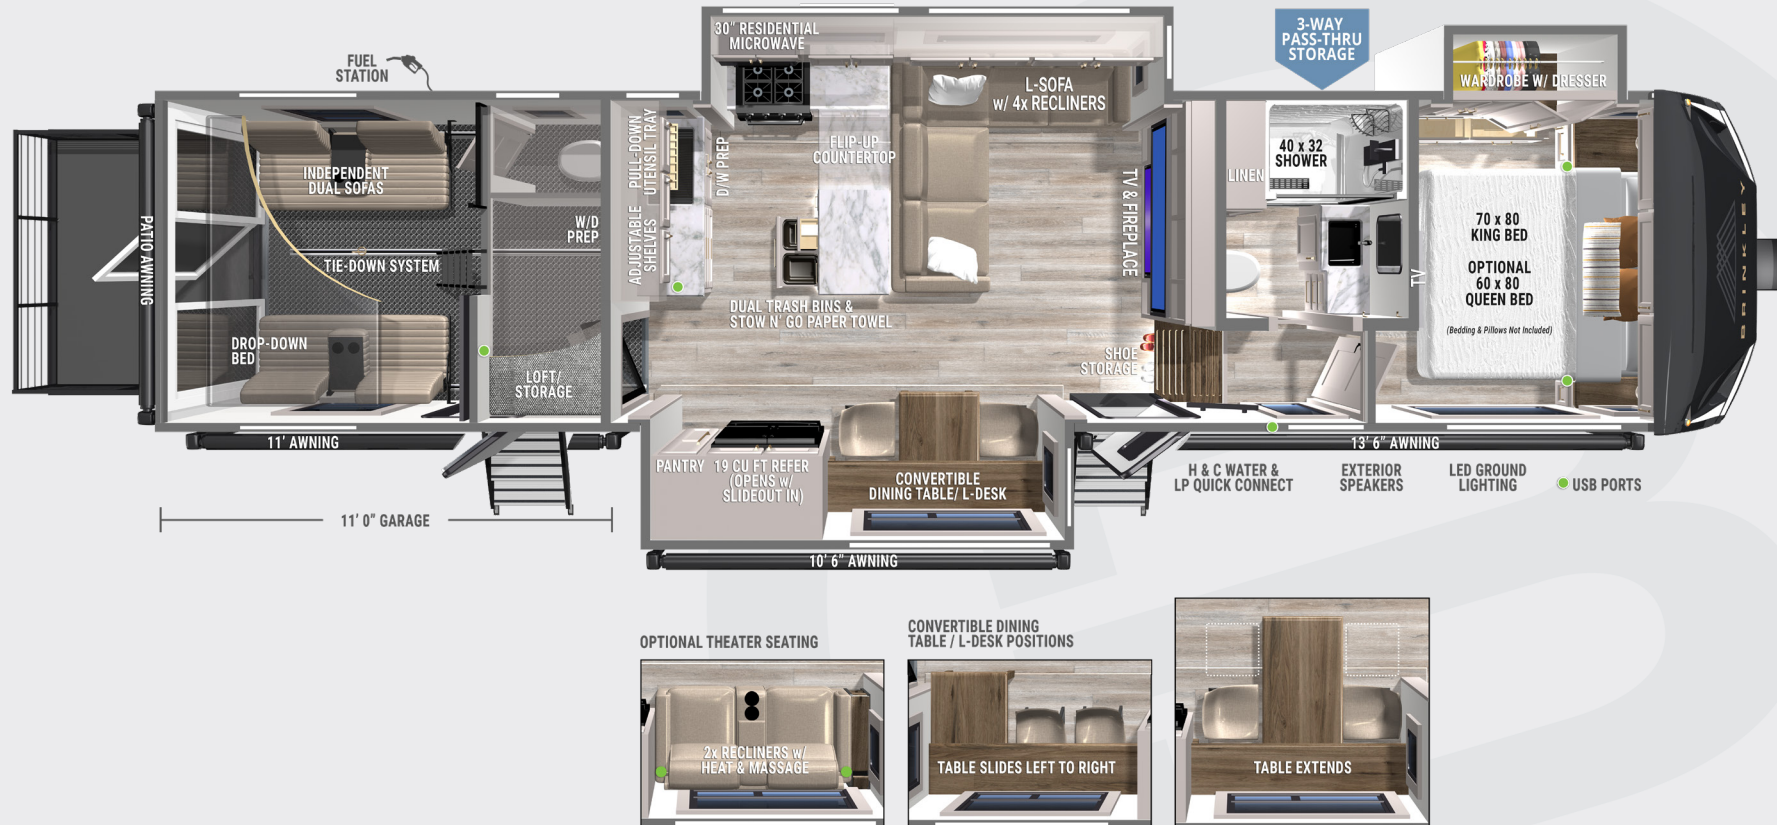 30" RESIDENTIAL
MICROWAVE
3-WAY
PASS-THRU
STORAGE
FUEL
STATION
WARDROBE W/ DRESSER
L-SOFA
w/ 4x RECLINERS
PULL-DOWN
UTENSIL TRAY
D/W PREP
FLIP-UP
COUNTERTOP
40 x 32
SHOWER
LINEN
INDEPENDENT
DUAL SOFAS
TV & FIREPLACE
W/D
PREP
ADJUSTABLE
SHELVES
70 x 80
KING BED
OPTIONAL
60 x 80
QUEEN BED
(Bedding & Pillows Not Included)
TV
BRINKLEY
PATIO AWNING
TIE-DOWN SYSTEM
DUAL TRASH BINS &
STOW N' GO PAPER TOWEL
DROP-DOWN
BED
SHOE
STORAGE
LOFT/
STORAGE
11' AWNING
13' 6" AWNING
PANTRY
19 CU FT REFER
(OPENS w/
SLIDEOUT IN)
CONVERTIBLE
DINING TABLE/ L-DESK
H & C WATER &
LP QUICK CONNECT
EXTERIOR
SPEAKERS
LED GROUND
LIGHTING
USB PORTS
11' 0" GARAGE
10' 6" AWNING
OPTIONAL THEATER SEATING
2x RECLINERS w/
HEAT & MASSAGE
CONVERTIBLE DINING
TABLE / L-DESK POSITIONS
TABLE SLIDES LEFT TO RIGHT
TABLE EXTENDS